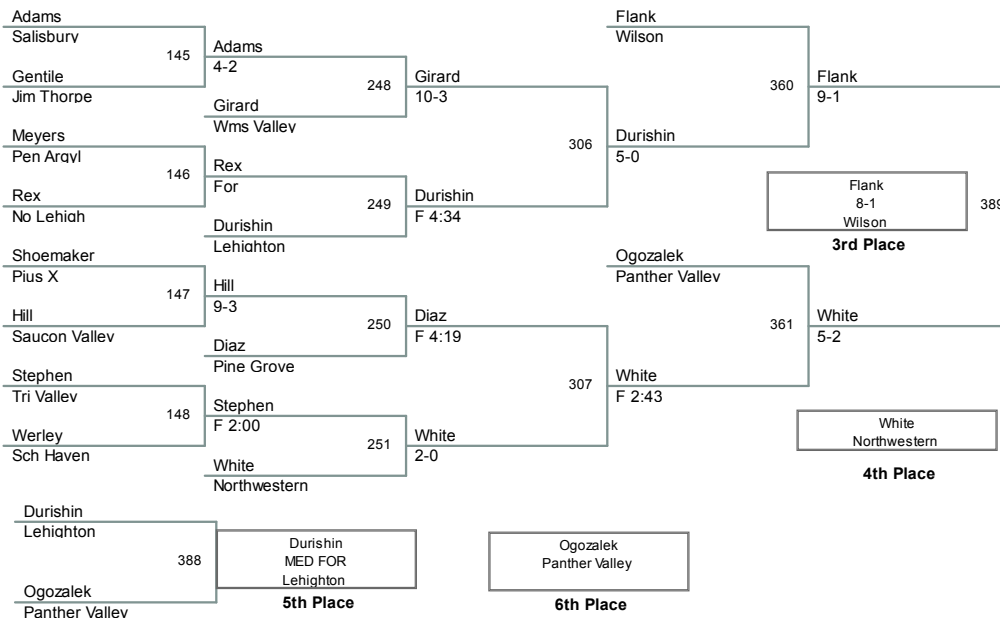 Adams
Salisbury
145
Gentile
Jim Thorpe
Meyers
Pen Argyl
146
Rex
No Lehigh
Shoemaker
Pius X
147
Hill
Saucon Valley
Stephen
Tri Valley
148
Werley
Sch Haven
Adams
4-2
248
Girard
Wms Valley
Rex
For
249
Durishin
Lehighton
Hill
9-3
250
Diaz
Pine Grove
Stephen
F 2:00
251
White
Northwestern
Girard
10-3
306
Durishin
F 4:34
Diaz
F 4:19
307
White
2-0
Flank
Wilson
360
Durishin
5-0
Ogozalek
Panther Valley
361
White
F 2:43
Flank
9-1
Flank
8-1
Wilson
389
3rd Place
White
5-2
White
Northwestern
4th Place
Durishin
Lehighton
388
Ogozalek
Panther Valley
Durishin
MED FOR
Lehighton
5th Place
Ogozalek
Panther Valley
6th Place